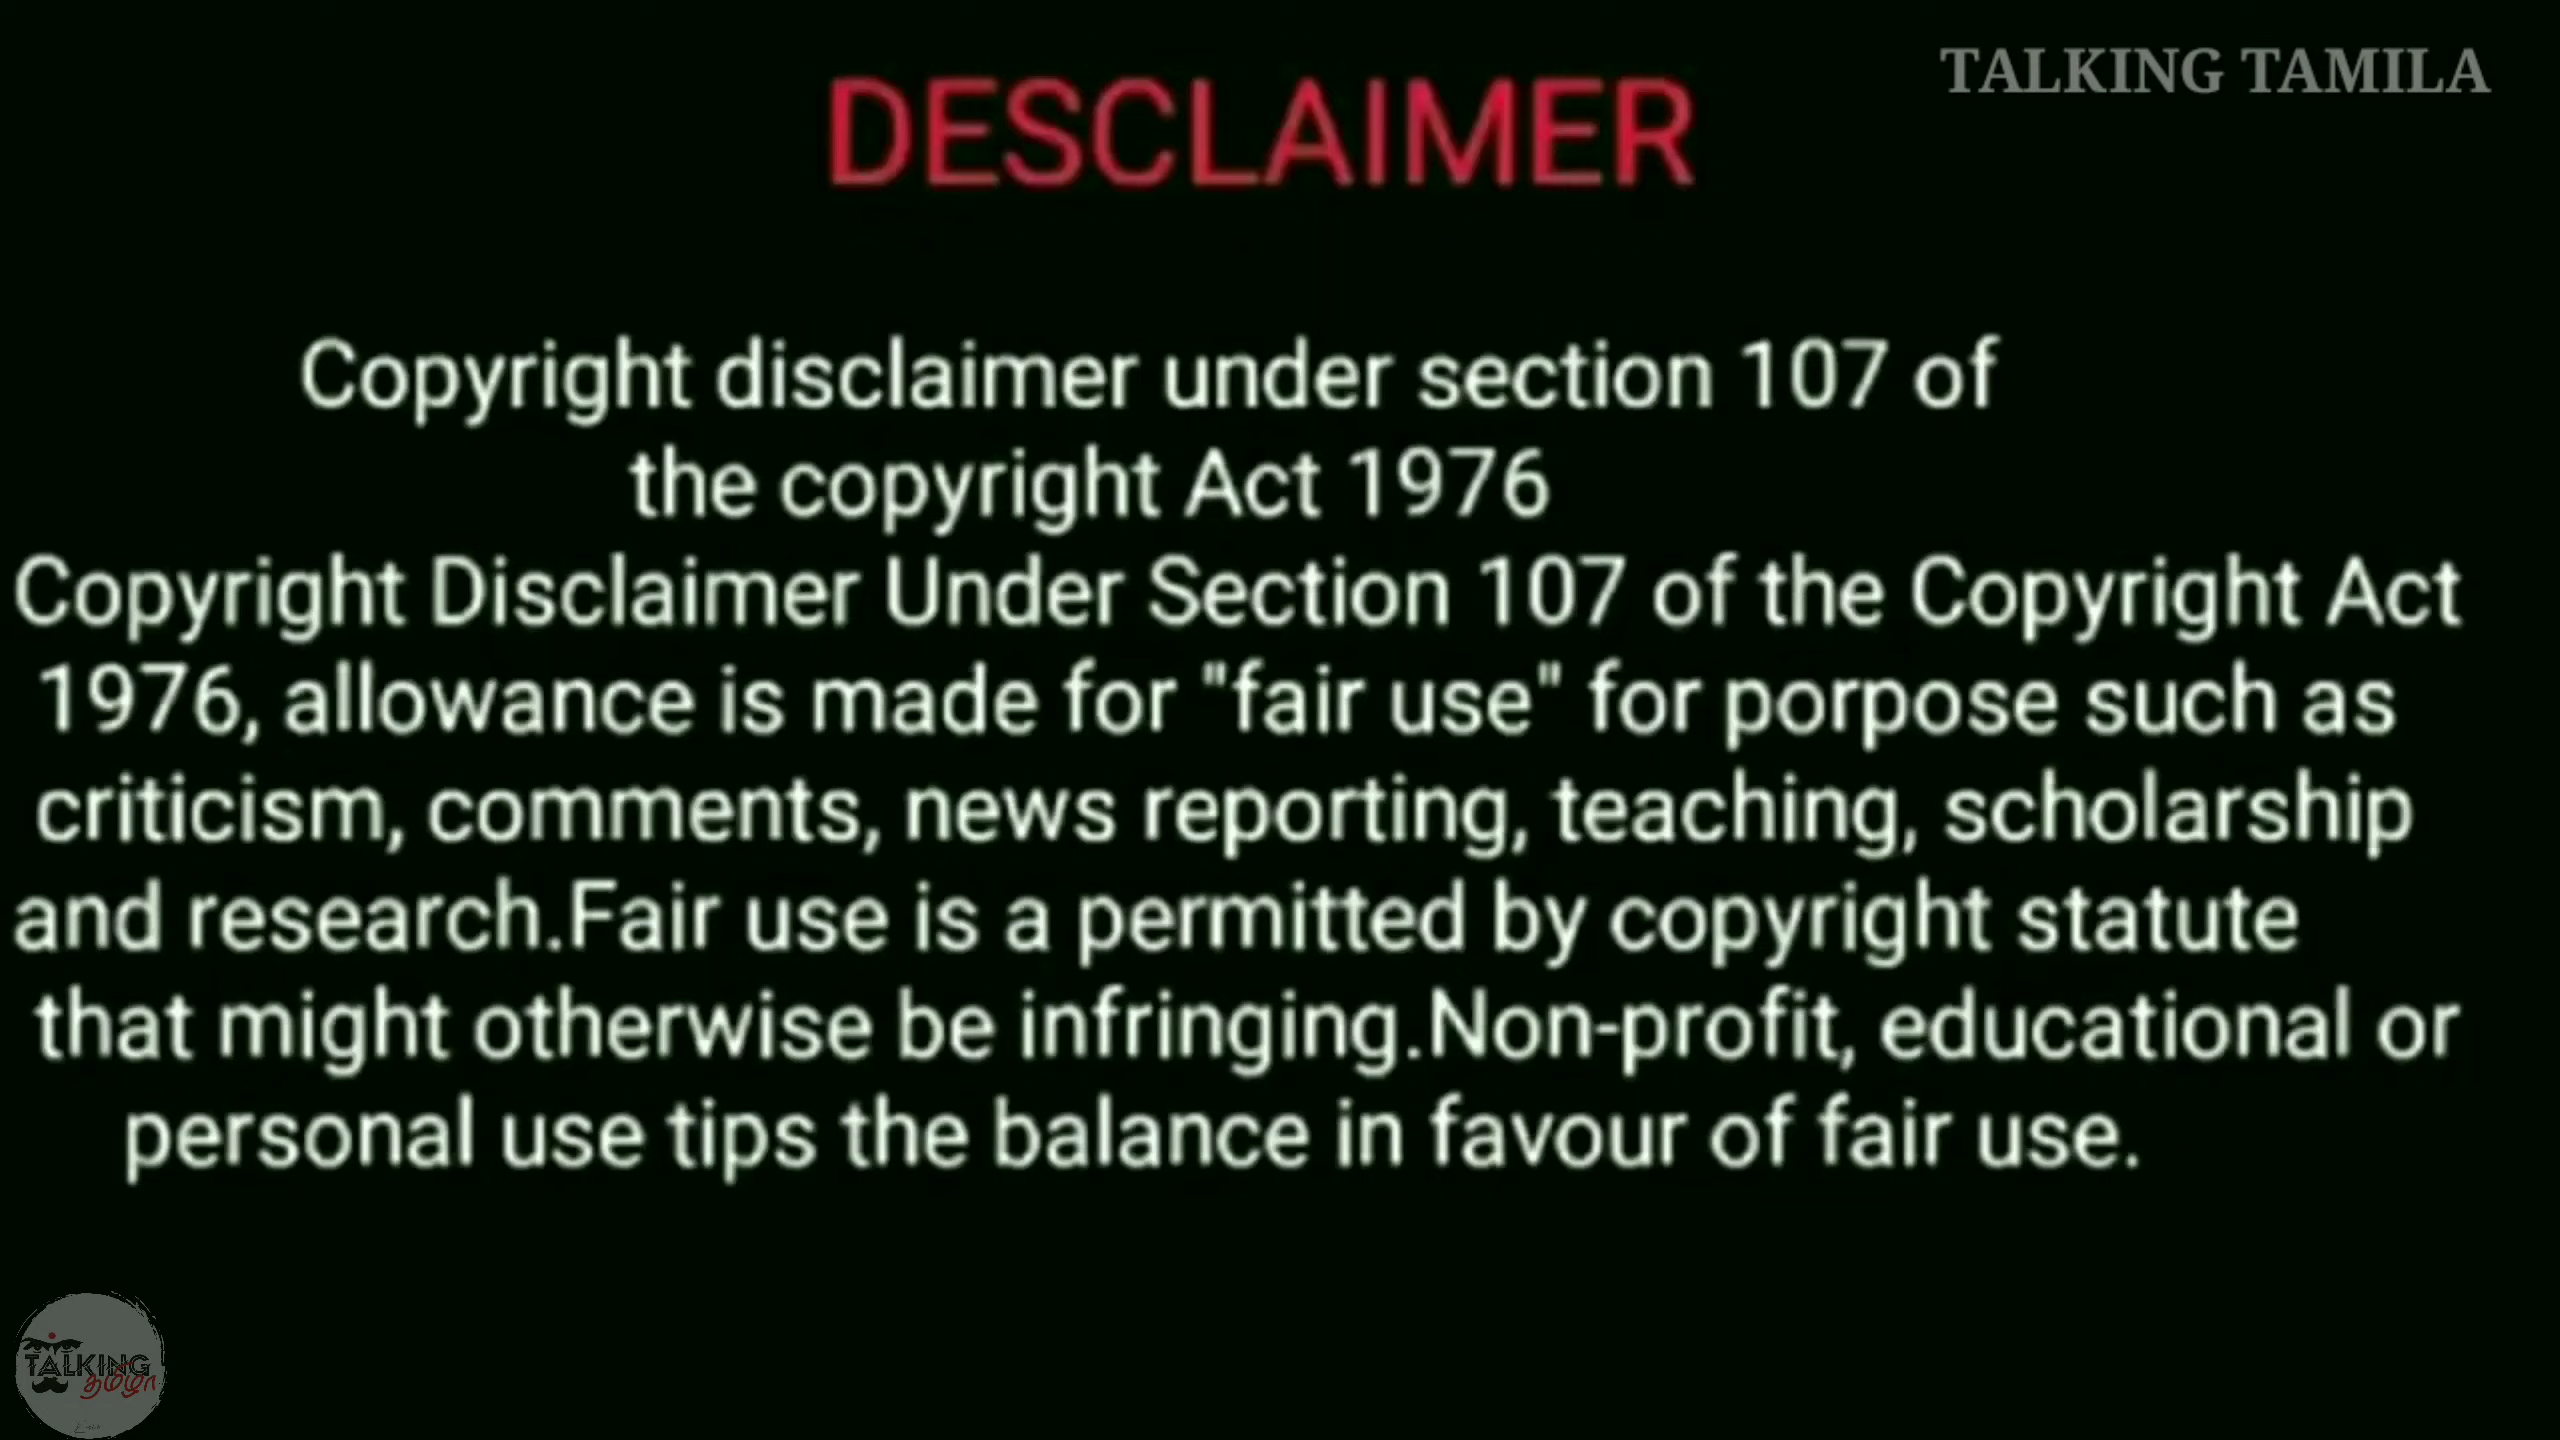 TALKING TAMILA
DESCLAIMER
Copyright disclaimer under section 107 of
the copyright Act 1976
Copyright Disclaimer Under Section 107 of the Copyright Act
1976, allowance is made for "fair use" for porpose such as
criticism, comments, news reporting, teaching, scholarship
and research.Fair use is a permitted by copyright statute
that might otherwise be infringing.Non-profit, educational or
personal use tips the balance in favour of fair use.
TALKING
தமிழா